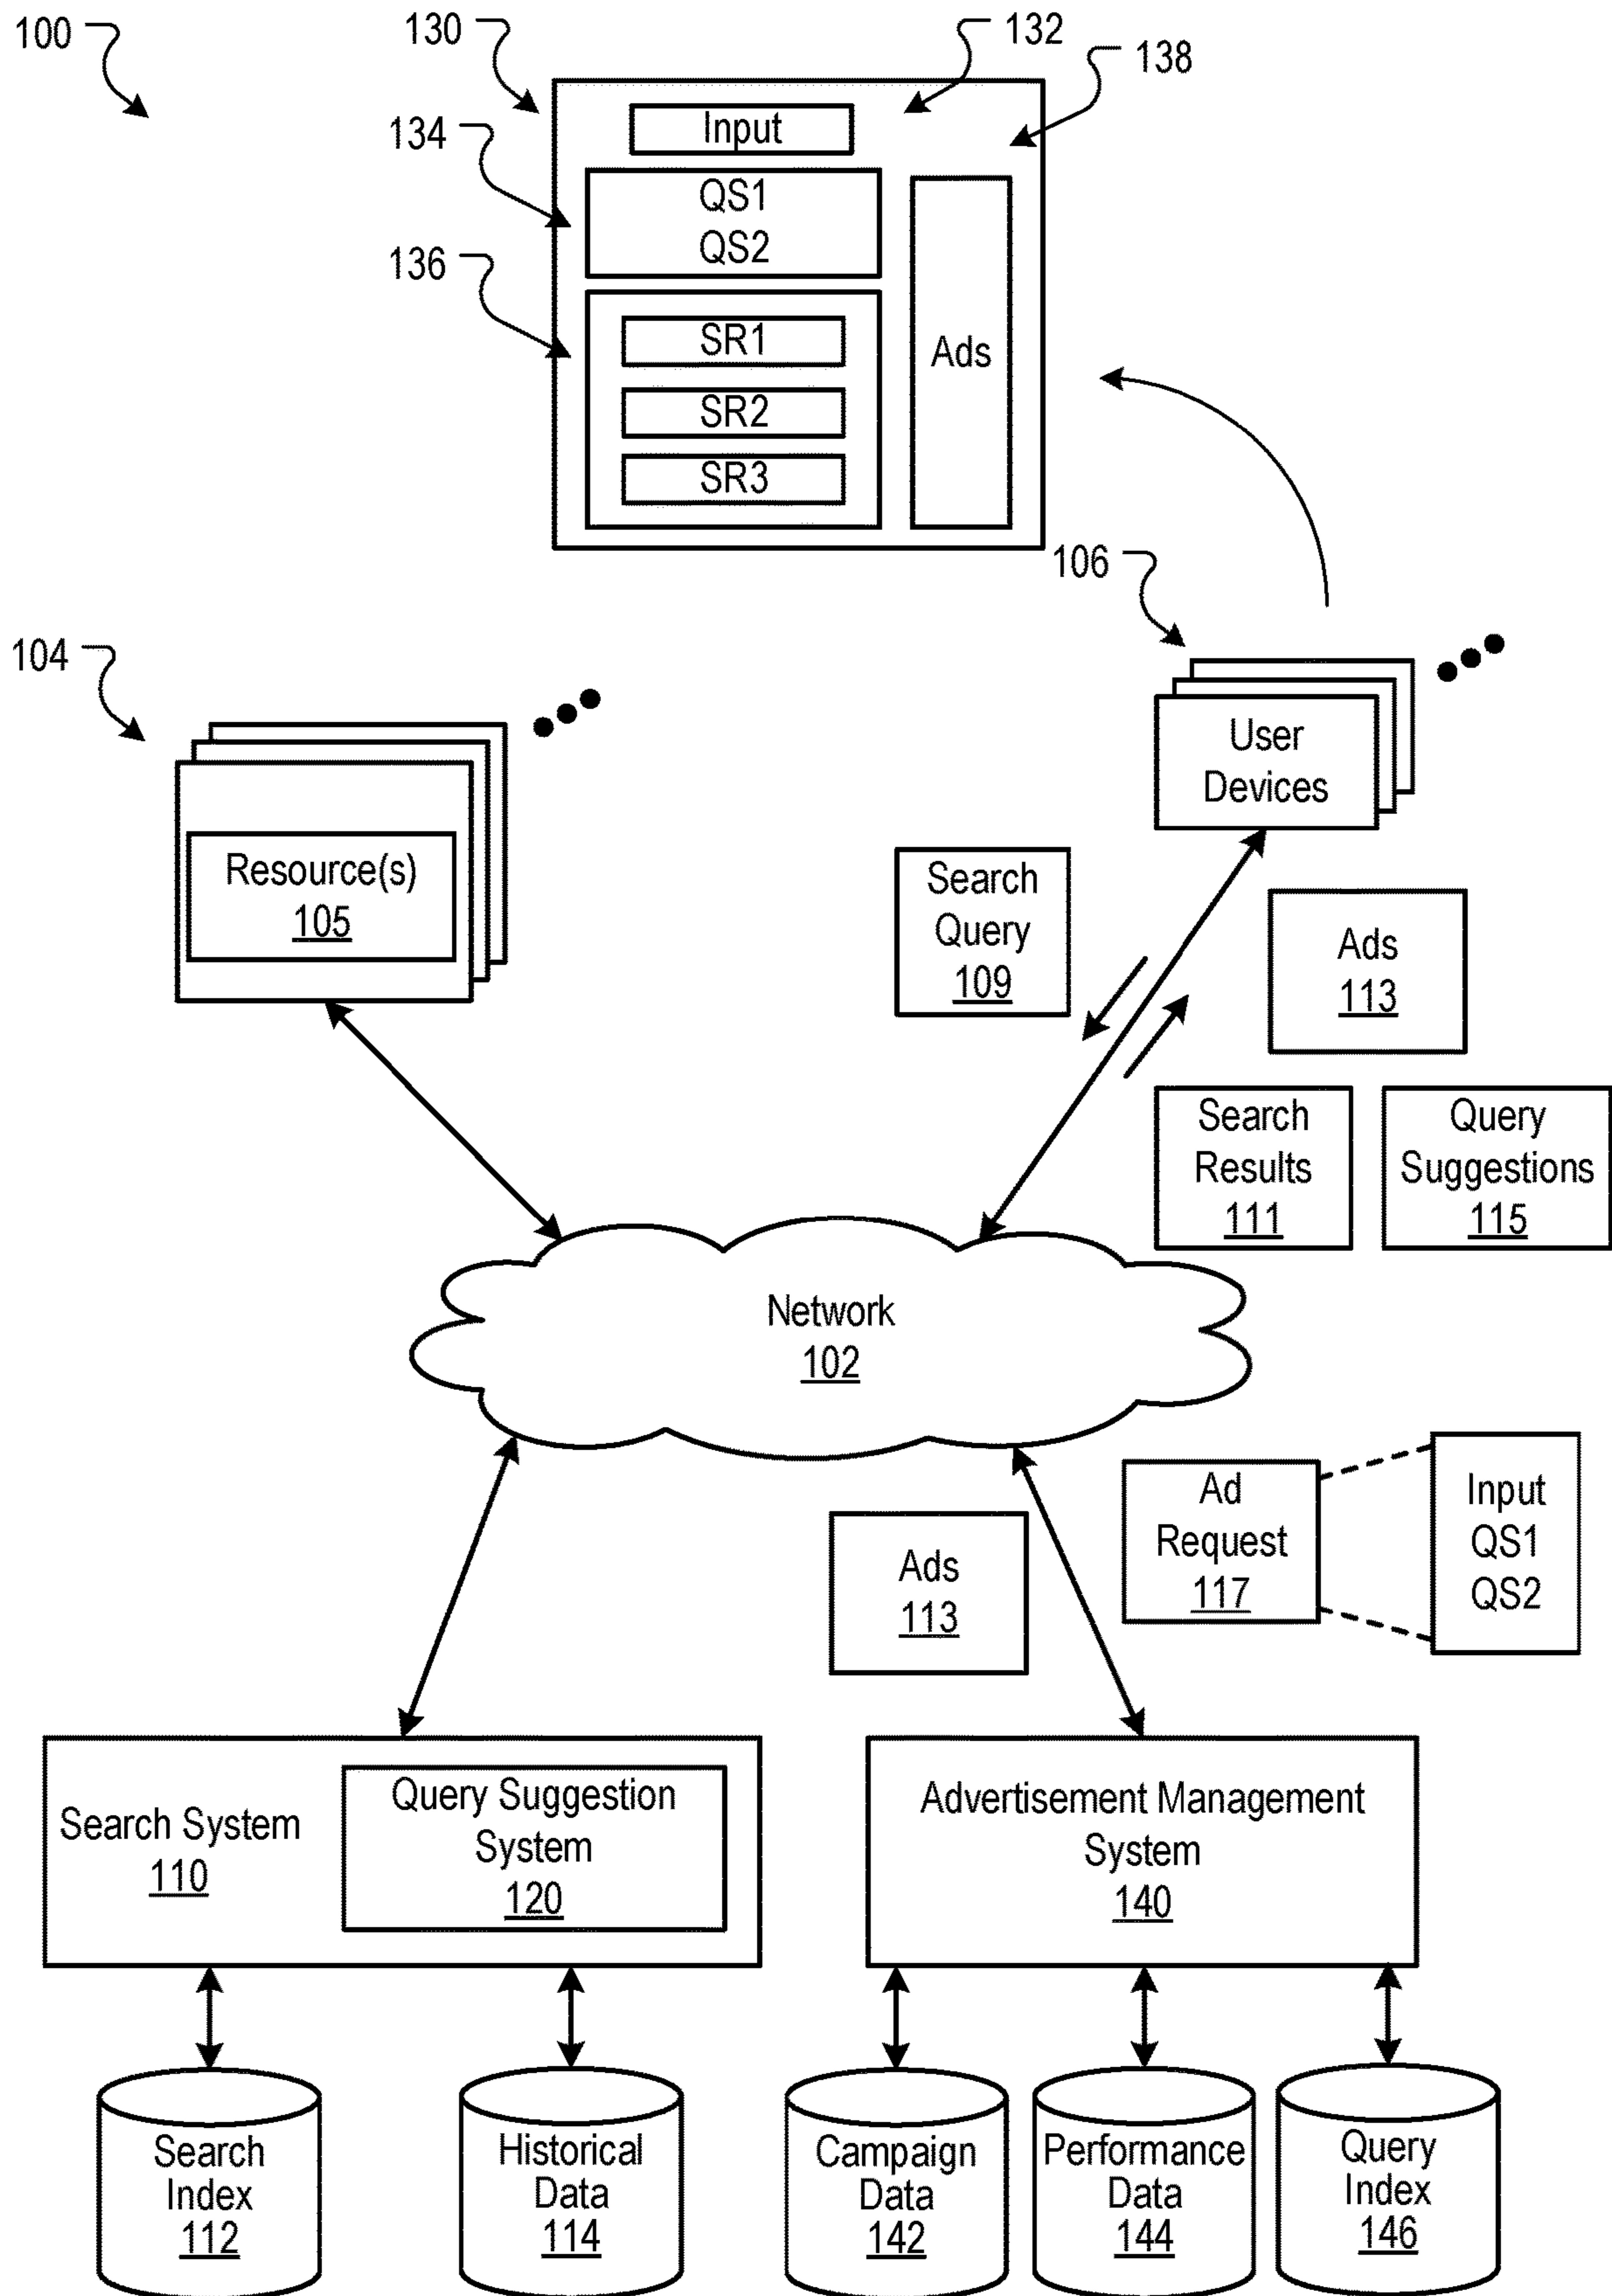 100
130
132
138
134
Input
QS1
QS2
136
SR1
SR2
SR3
Ads
106
104
User
Devices
Resource(s)
105
Search
Query
109
Ads
113
Search
Results
111
Query
Suggestions
115
Network
102
Ad
Request
117
Input
QS1
QS2
Ads
113
Search System
110
Query Suggestion
System
120
Advertisement Management
System
140
Search
Index
112
Historical
Data
114
Campaign
Data
142
Performance
Data
144
Query
Index
146